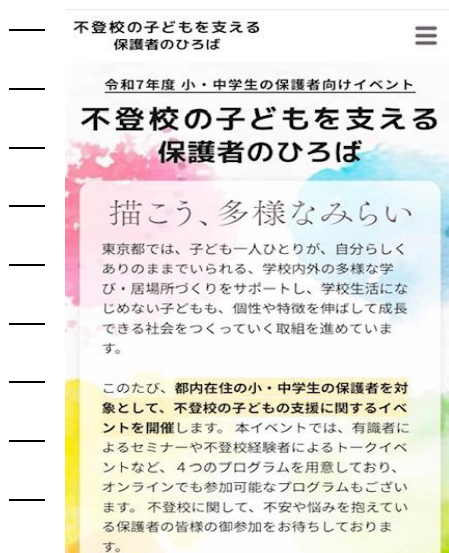 不登校の子どもを支える
保護者のひろば
令和7年度 小・中学生の保護者向けイベント
不登校の子どもを支える
保護者のひろば
描こう、多様なみらい
東京都では、子ども一人ひとりが、自分らしく
ありのままでいられる、学校内外の多様な学
び・居場所づくりをサポートし、学校生活にな
じめない子どもも、個性や特徴を伸ばして成長
できる社会をつくっていく取組を進めていま
す。
このたび、都内在住の小・中学生の保護者を対
象として、不登校の子どもの支援に関するイベ
ントを開催します。 本イベントでは、有識者に
よるセミナーや不登校経験者によるトークイベ
ントなど、４つのプログラムを用意しており、
オンラインでも参加可能なプログラムもござい
ます。 不登校に関して、不安や悩みを抱えてい
る保護者の皆様の御参加をお待ちしておりま
す。